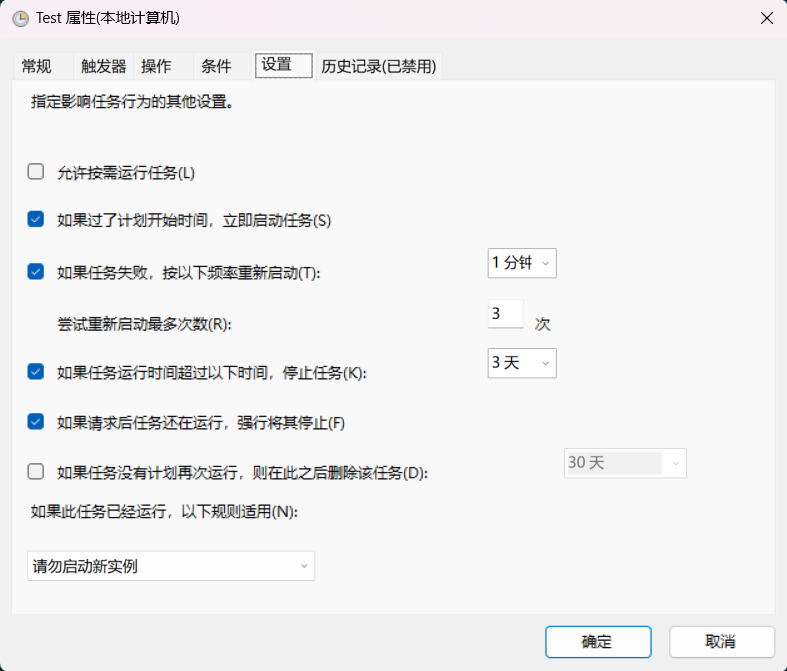 Test 属性(本地计算机)
常规 触发器 操作 条件 设置 历史记录(已禁用)
指定影响任务行为的其他设置。
允许按需运行任务(L)
如果过了计划开始时间，立即启动任务(S)
如果任务失败，按以下频率重新启动(T): 1 分钟
尝试重新启动最多次数(R): 3 次
如果任务运行时间超过以下时间，停止任务(K): 3 天
如果请求后任务还在运行，强行将其停止(F)
如果任务没有计划再次运行，则在此之后删除该任务(D): 30 天
如果此任务已经运行，以下规则适用(N):
请勿启动新实例
确定 取消